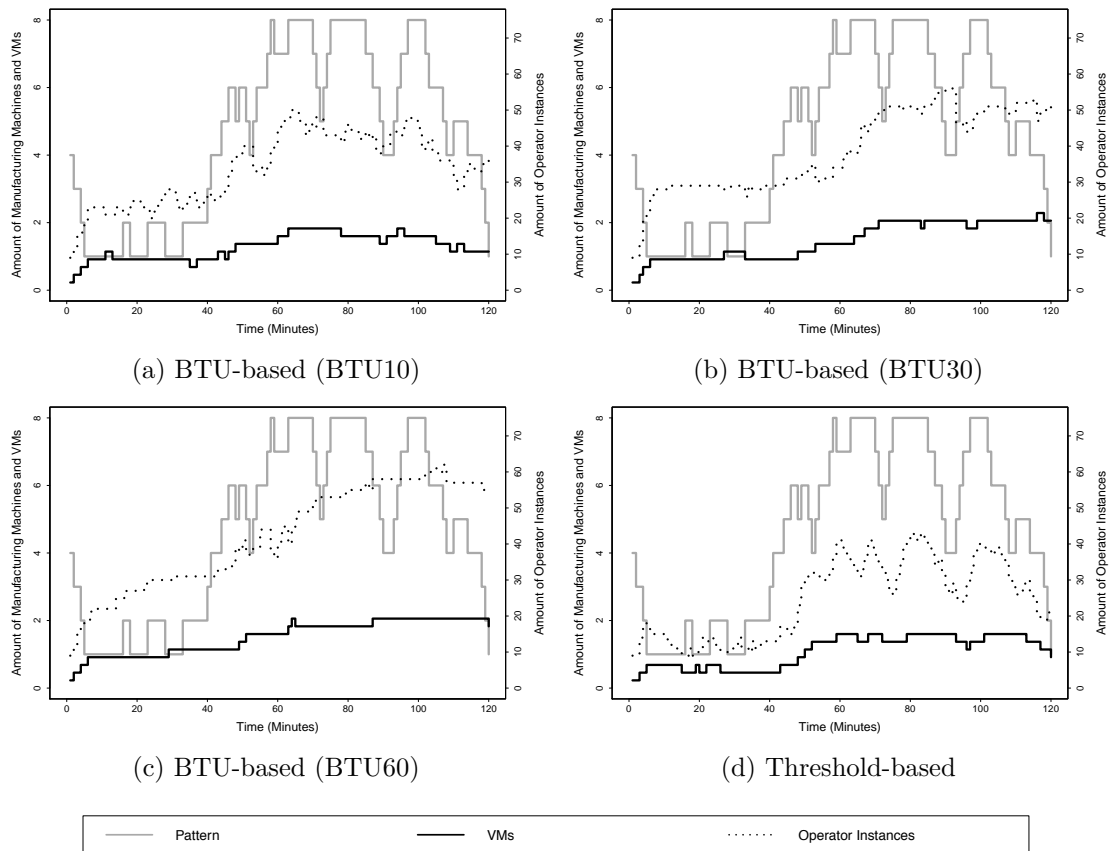 Amount of Manufacturing Machines and VMs
0 2 4 6 8
0 20 40 60 80 100 120
Time (Minutes)
0 10 20 30 40 50 60 70
Amount of Operator Instances
(a) BTU-based (BTU10)
Amount of Manufacturing Machines and VMs
0 2 4 6 8
0 20 40 60 80 100 120
Time (Minutes)
0 10 20 30 40 50 60 70
Amount of Operator Instances
(b) BTU-based (BTU30)
Amount of Manufacturing Machines and VMs
0 2 4 6 8
0 20 40 60 80 100 120
Time (Minutes)
0 10 20 30 40 50 60 70
Amount of Operator Instances
(c) BTU-based (BTU60)
Amount of Manufacturing Machines and VMs
0 2 4 6 8
0 20 40 60 80 100 120
Time (Minutes)
0 10 20 30 40 50 60 70
Amount of Operator Instances
(d) Threshold-based
Pattern VMs Operator Instances